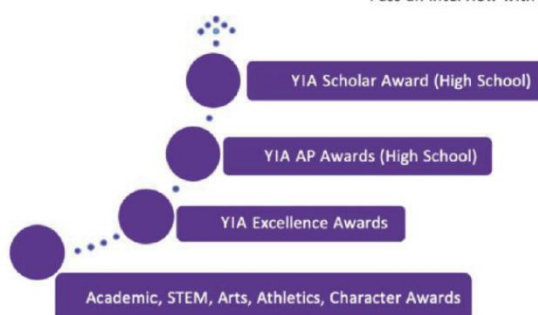 YIA Scholar Award (High School)
YIA AP Awards (High School)
YIA Excellence Awards
Academic, STEM, Arts, Athletics, Character Awards